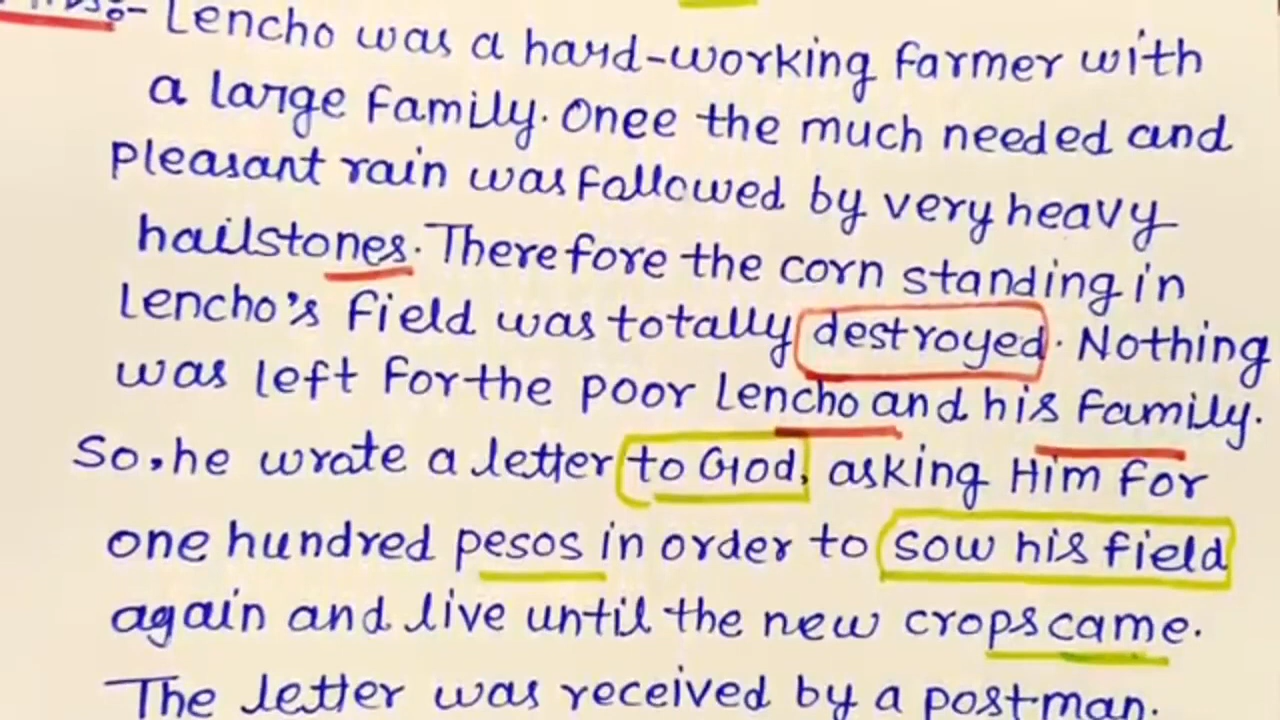 Lencho was a hard-working farmer with
a large family. Onee the much needed and
pleasant rain was followed by very heavy
hailstones. Therefore the corn standing in
Lencho's field was totally destroyed. Nothing
was left for the poor Lencho and his family.
So, he wrote a letter to God, asking Him for
one hundred pesos in order to sow his field
again and live until the new crops came.
The letter was received by a postman.